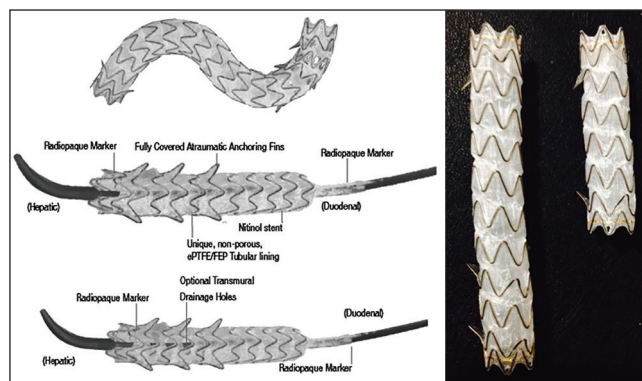 Radiopaque Marker
Fully Covered Atraumatic Anchoring Fins
Radiopaque Marker
(Hepatic)
(Duodenal)
Nitinol stent
Unique, non-porous,
ePTFE/FEP Tubular lining
Optional Transmural
Drainage Holes
Radiopaque Marker
(Duodenal)
(Hepatic)
Radiopaque Marker